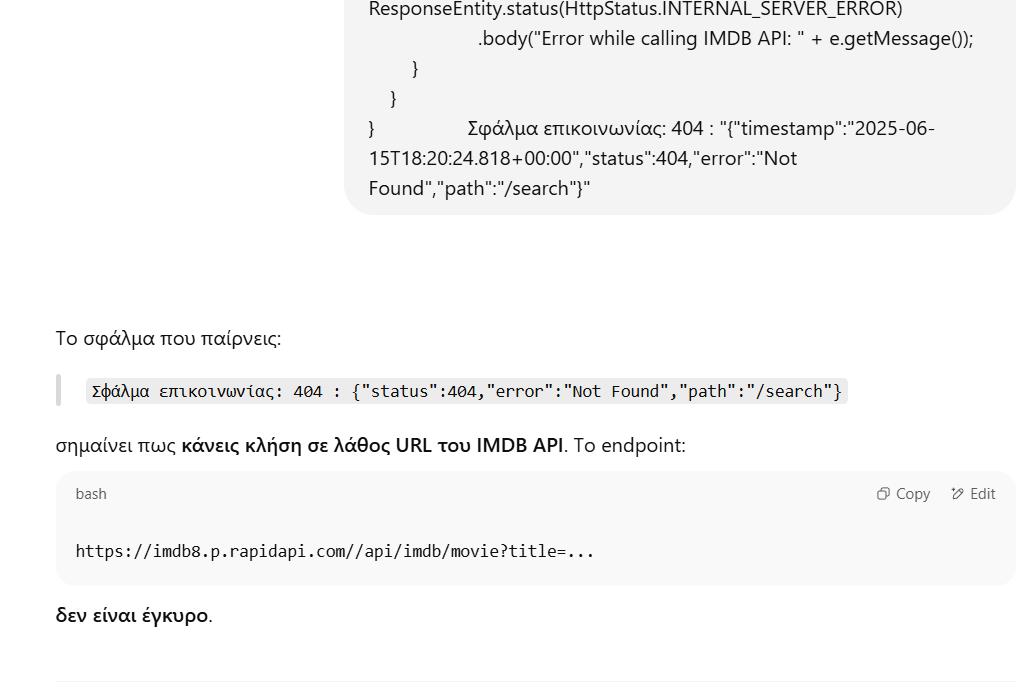 ResponseEntity.status(HttpStatus.INTERNAL_SERVER_ERROR)
.body("Error while calling IMDB API: " + e.getMessage());
}
}
} Σφάλμα επικοινωνίας: 404 : "{"timestamp":"2025-06-
15T18:20:24.818+00:00","status":404,"error":"Not
Found","path":"/search"}"
Το σφάλμα που παίρνεις:
Σφάλμα επικοινωνίας: 404 : {"status":404,"error":"Not Found","path":"/search"}
σημαίνει πως κάνεις κλήση σε λάθος URL του IMDB API. Το endpoint:
bash Copy Edit
https://imdb8.p.rapidapi.com//api/imdb/movie?title=...
δεν είναι έγκυρο.